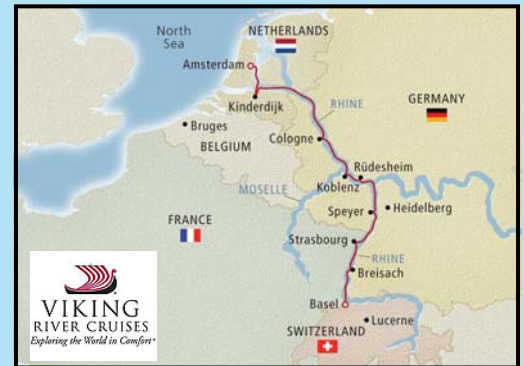 North
Sea
NETHERLANDS
Amsterdam
Kinderdijk
RHINE
GERMANY
Bruges
BELGIUM
Cologne
Rüdesheim
Koblenz
MOSELLE
Speyer
Heidelberg
FRANCE
Strasbourg
RHINE
Breisach
Basel
Lucerne
SWITZERLAND
VIKING
RIVER CRUISES
Exploring the World in Comfort®